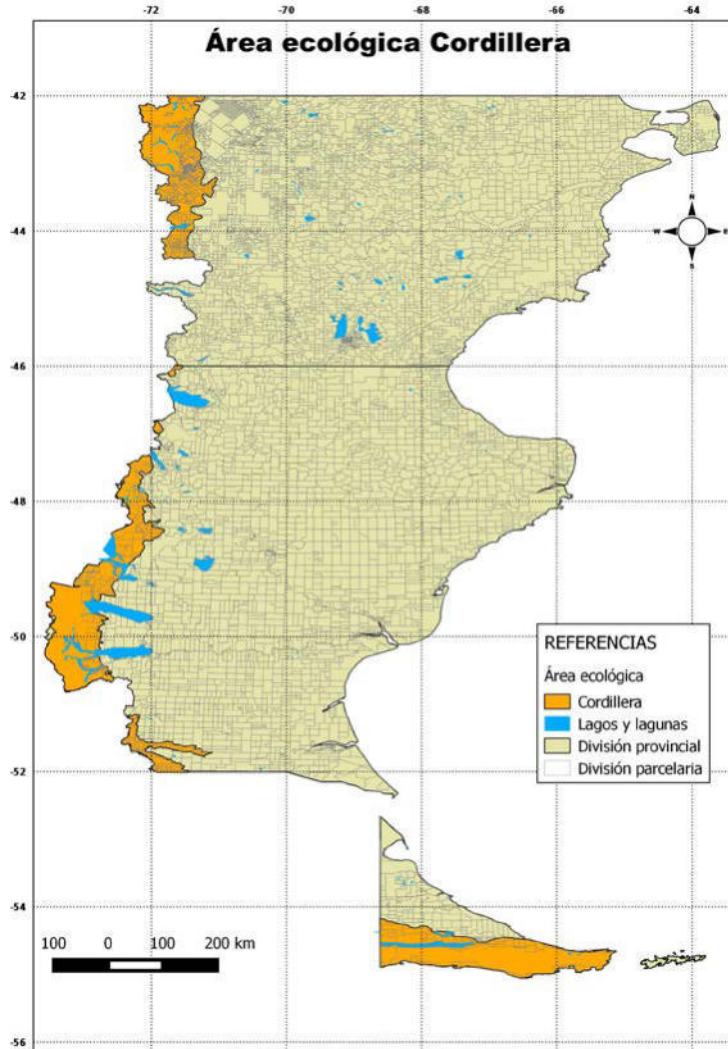 -72 -70 -68 -66 -64
Área ecológica Cordillera
-42
N
-44
W E
S
-46
-48
-50
REFERENCIAS
Área ecológica
Cordillera
Lagos y lagunas
División provincial
División parcelaria
-52
-54
100 0 100 200 km
-56